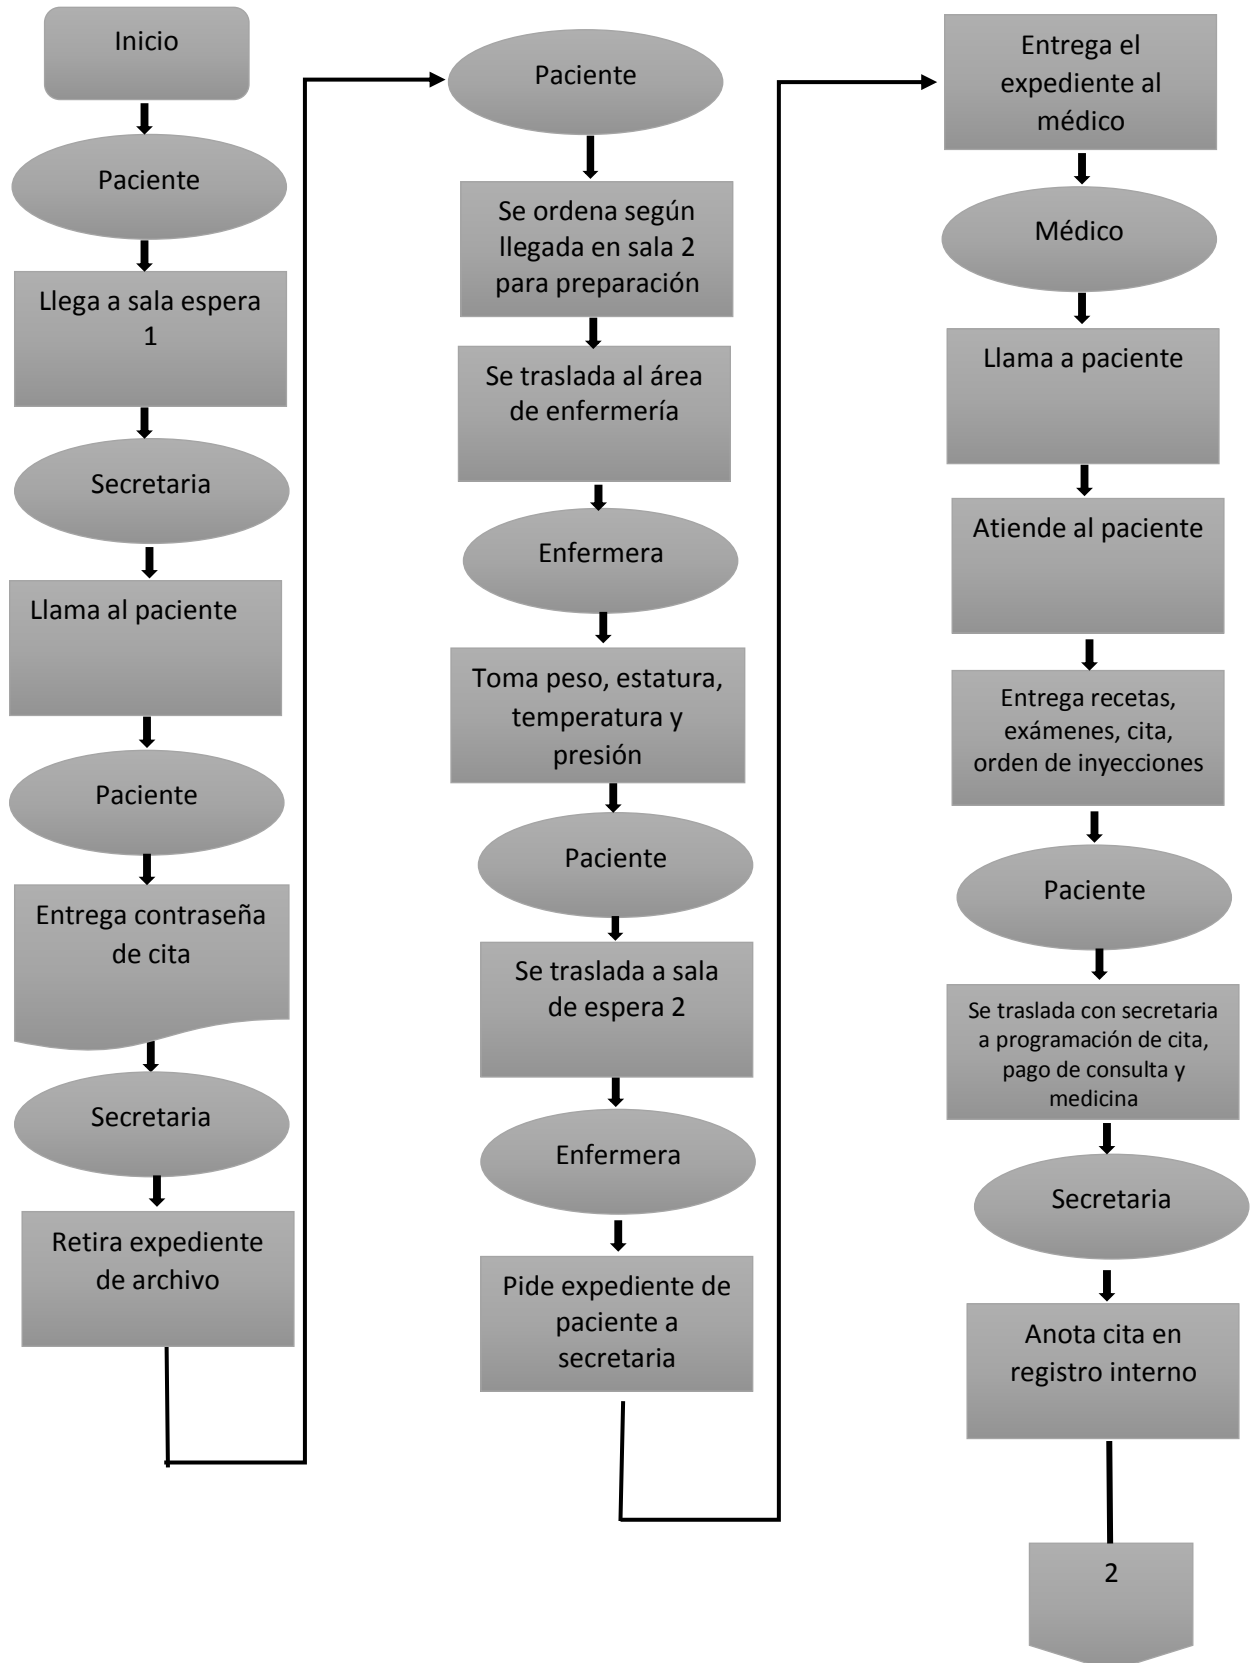 Inicio
Paciente
Llega a sala espera
1
Secretaria
Llama al paciente
Paciente
Entrega contraseña
de cita
Secretaria
Retira expediente
de archivo
Paciente
Se ordena según
llegada en sala 2
para preparación
Se traslada al área
de enfermería
Enfermera
Toma peso, estatura,
temperatura y
presión
Paciente
Se traslada a sala
de espera 2
Enfermera
Pide expediente de
paciente a
secretaria
Entrega el
expediente al
médico
Médico
Llama a paciente
Atiende al paciente
Entrega recetas,
exámenes, cita,
orden de inyecciones
Paciente
Se traslada con secretaria
a programación de cita,
pago de consulta y
medicina
Secretaria
Anota cita en
registro interno
2